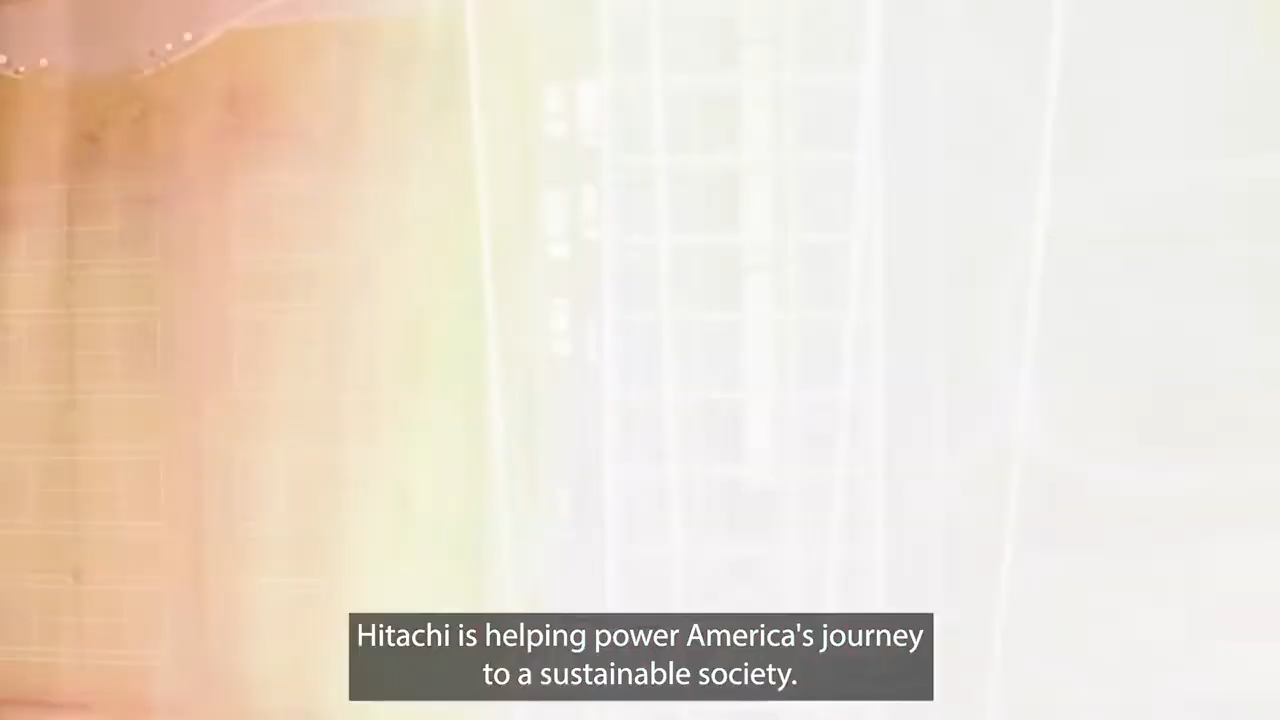 Hitachi is helping power America's journey
to a sustainable society.